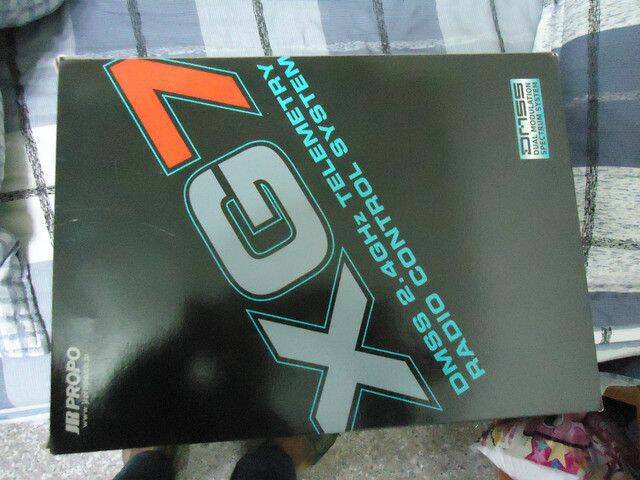 XG7
DMSS 2.4GHz TELEMETRY
RADIO CONTROL SYSTEM
DMSS
DUAL MODULATION
SPECTRUM SYSTEM
JR PROPO